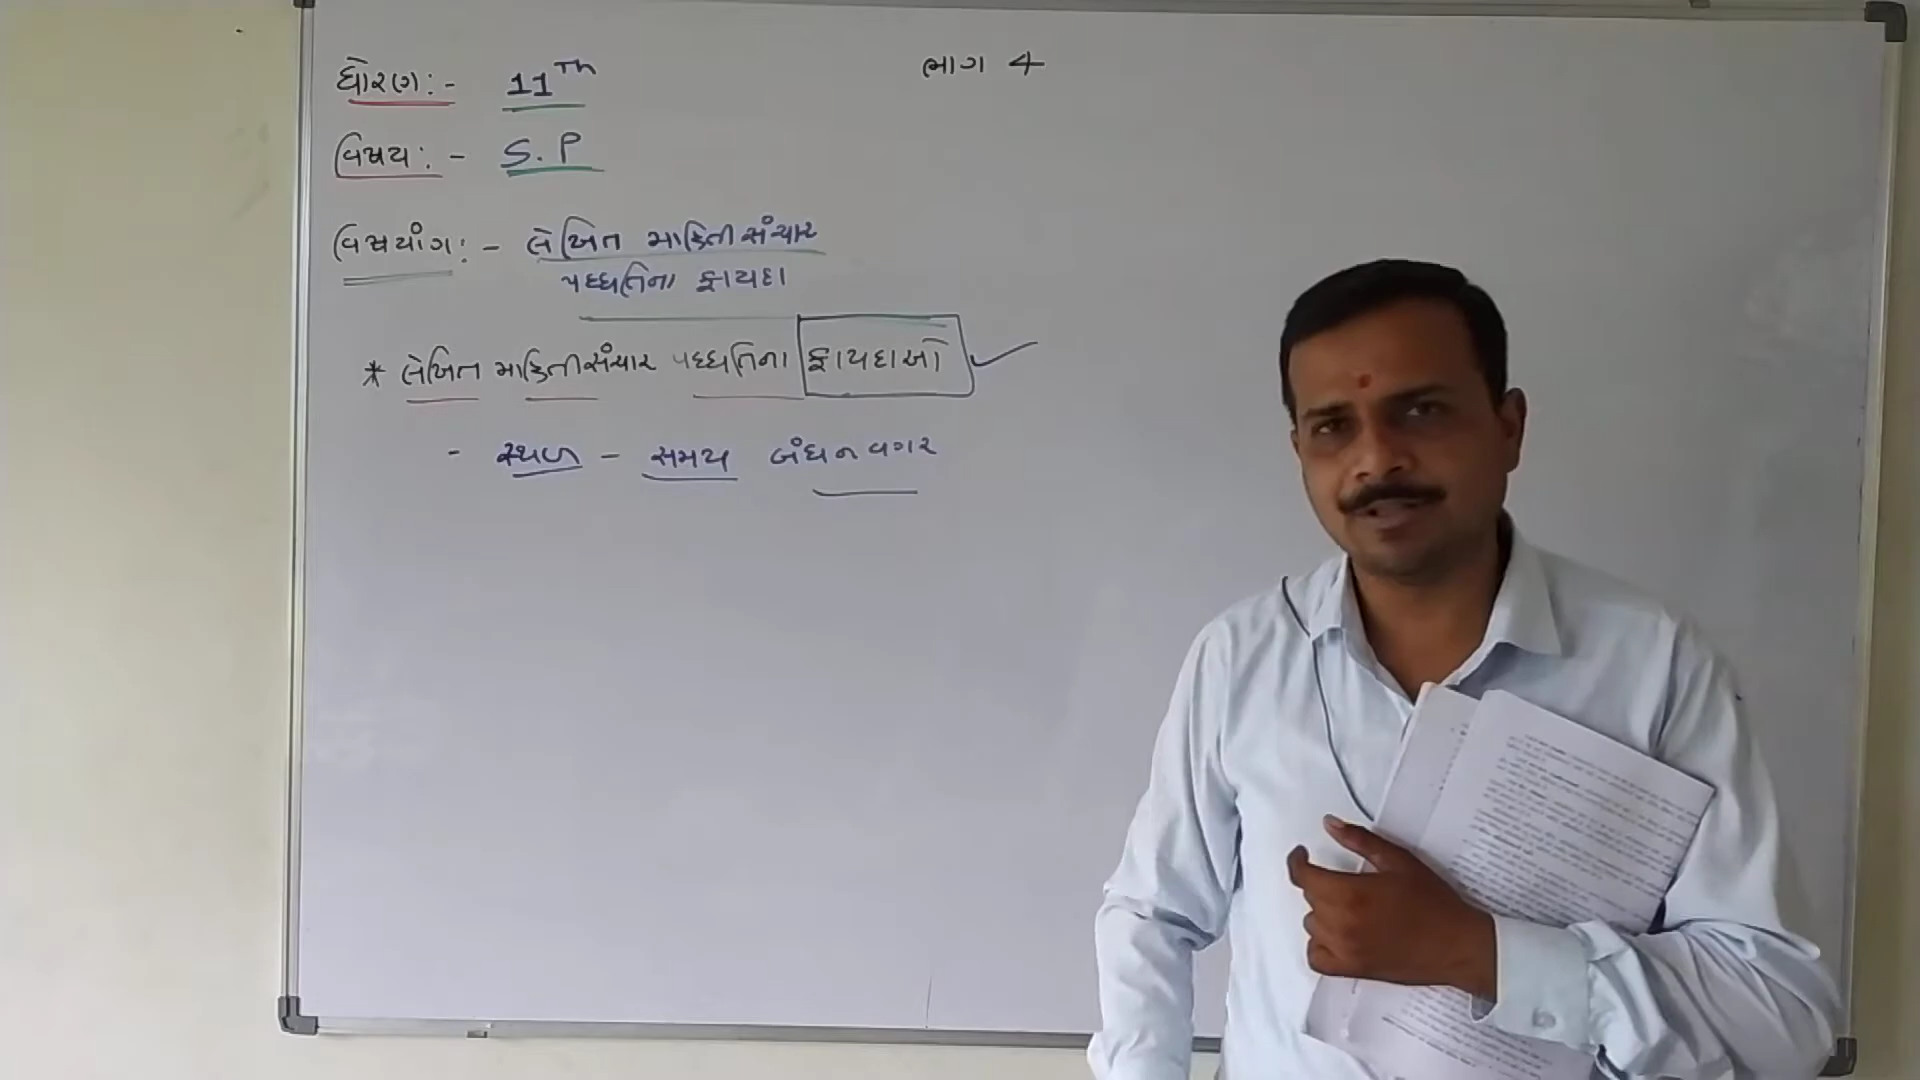 ધોરણ :- 11Th
ભાગ 4
વિષય :- S.P
વિષયાંગ :- લેખિત માહિતીસંચાર
પધ્ધતિના ફાયદા
* લેખિત માહિતીસંચાર પધ્ધતિના ફાયદાઓ
- સ્થળ - સમય બંધન વગર